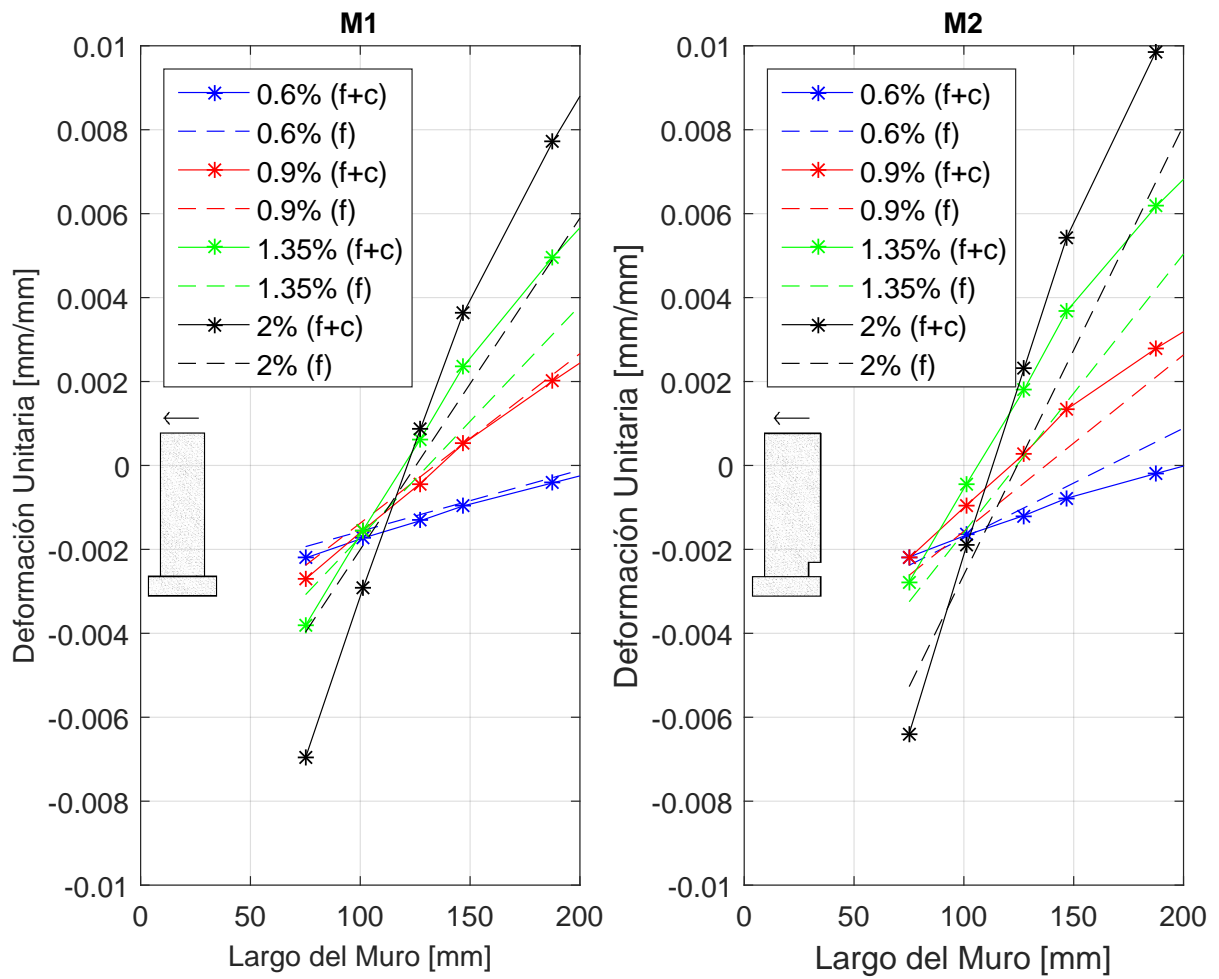 M1
Deformación Unitaria [mm/mm]
0.01
0.008
0.006
0.004
0.002
0
-0.002
-0.004
-0.006
-0.008
-0.01
0.6% (f+c)
0.6% (f)
0.9% (f+c)
0.9% (f)
1.35% (f+c)
1.35% (f)
2% (f+c)
2% (f)
0 50 100 150 200
Largo del Muro [mm]
M2
Deformación Unitaria [mm/mm]
0.01
0.008
0.006
0.004
0.002
0
-0.002
-0.004
-0.006
-0.008
-0.01
0.6% (f+c)
0.6% (f)
0.9% (f+c)
0.9% (f)
1.35% (f+c)
1.35% (f)
2% (f+c)
2% (f)
0 50 100 150 200
Largo del Muro [mm]